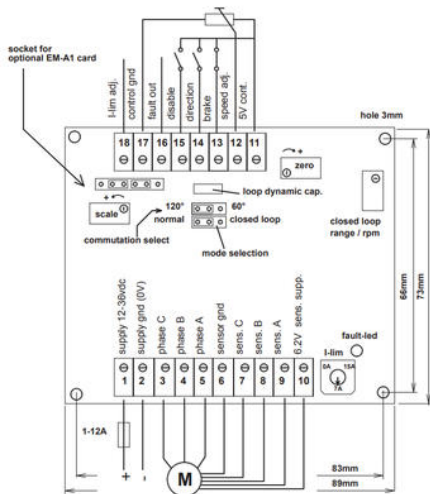 socket for
optional EM-A1 card
I-lim adj.
control gnd
fault out
disable
direction
brake
speed adj.
5V cont.
hole 3mm
18 17 16 15 14 13 12 11
+
zero
loop dynamic cap.
+
scale
120° 60°
normal closed loop
commutation select
mode selection
closed loop
range / rpm
66mm
73mm
supply 12-36vdc
supply gnd (0V)
phase C
phase B
phase A
sensor gnd
sens. C
sens. B
sens. A
6.2V sens. supp.
fault-led
I-lim
0A 15A
7A
1 2 3 4 5 6 7 8 9 10
1-12A
+ -
M
83mm
89mm